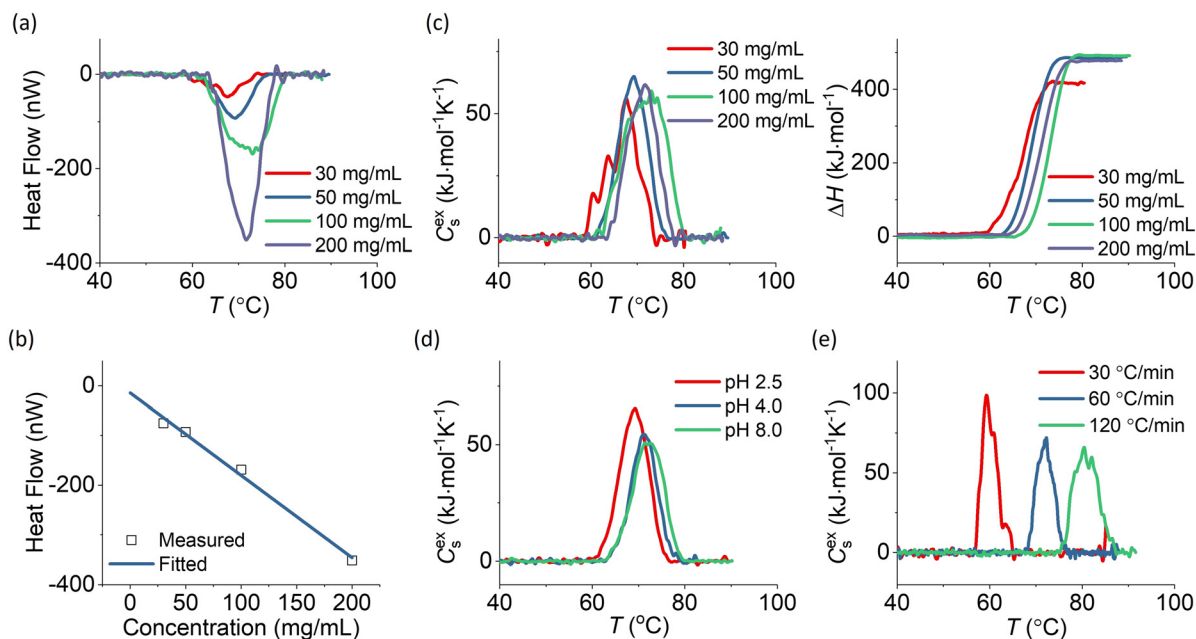 (a)
0
-200
-400
Heat Flow (nW)
30 mg/mL
50 mg/mL
100 mg/mL
200 mg/mL
40 60 80 100
T (°C)
(c)
50
0
C_s^ex (kJ·mol⁻¹K⁻¹)
30 mg/mL
50 mg/mL
100 mg/mL
200 mg/mL
40 60 80 100
T (°C)
400
200
0
ΔH (kJ·mol⁻¹)
30 mg/mL
50 mg/mL
100 mg/mL
200 mg/mL
40 60 80 100
T (°C)
(b)
0
-200
-400
Heat Flow (nW)
Measured
Fitted
0 50 100 150 200
Concentration (mg/mL)
(d)
50
0
C_s^ex (kJ·mol⁻¹K⁻¹)
pH 2.5
pH 4.0
pH 8.0
40 60 80 100
T (°C)
(e)
100
50
0
C_s^ex (kJ·mol⁻¹K⁻¹)
30 °C/min
60 °C/min
120 °C/min
40 60 80 100
T (°C)